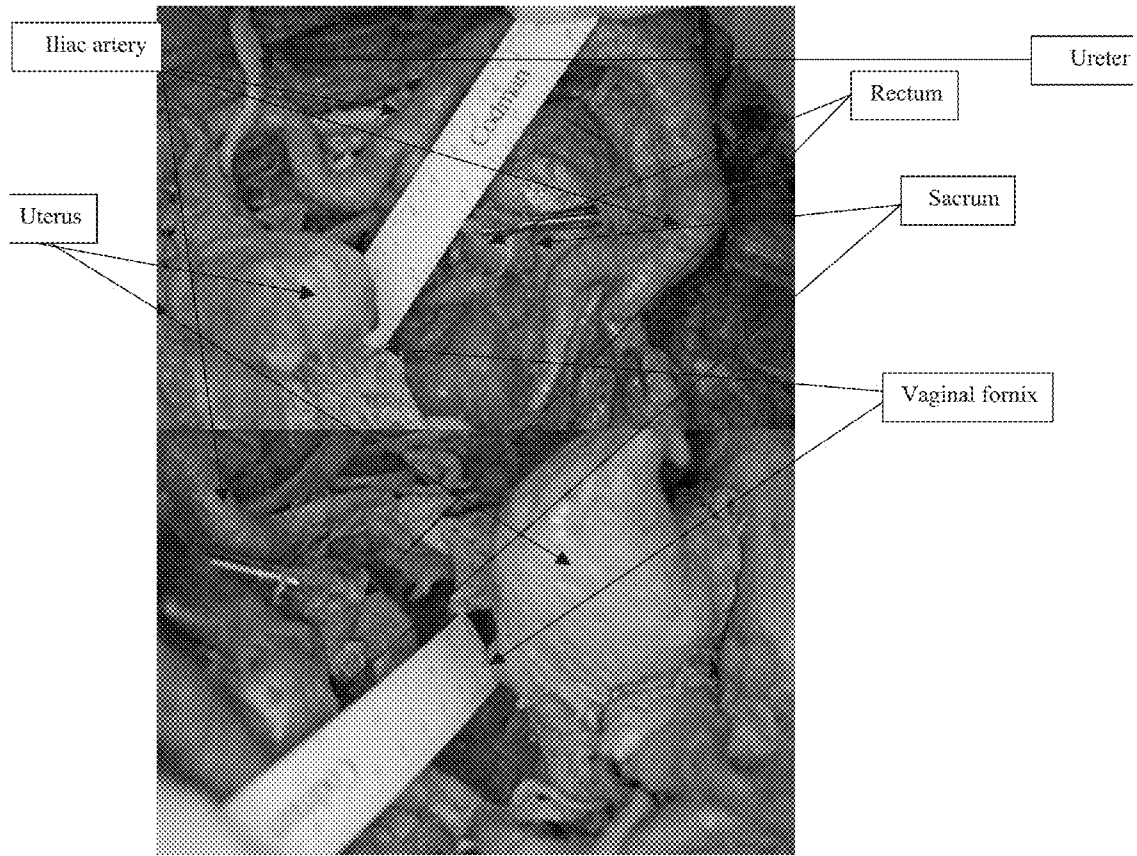 Iliac artery
Ureter
Rectum
Uterus
Sacrum
Vaginal fornix